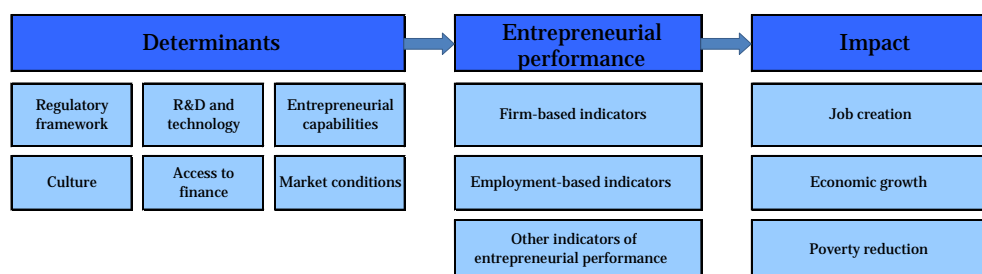 Determinants
Entrepreneurial
performance
Impact
Regulatory
framework
R&D and
technology
Entrepreneurial
capabilities
Firm-based indicators
Job creation
Culture
Access to
finance
Market conditions
Employment-based indicators
Economic growth
Other indicators of
entrepreneurial performance
Poverty reduction